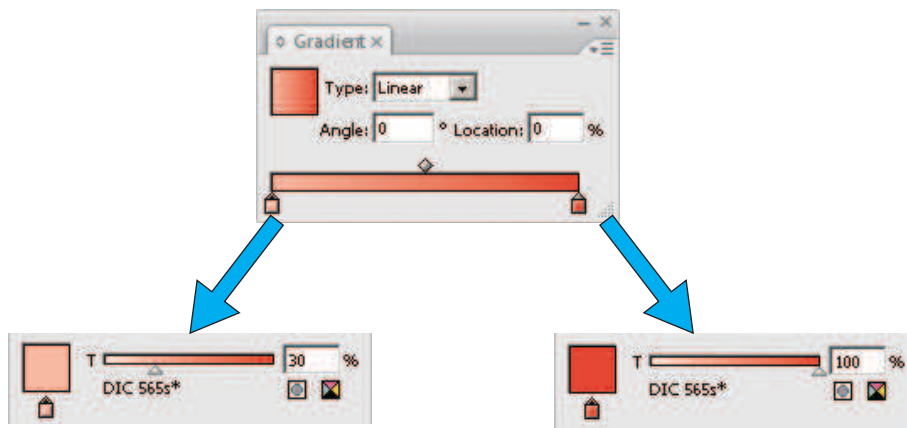 Gradient
Type: Linear
Angle: 0 ° Location: 0 %
T 30 %
DIC 565s*
T 100 %
DIC 565s*